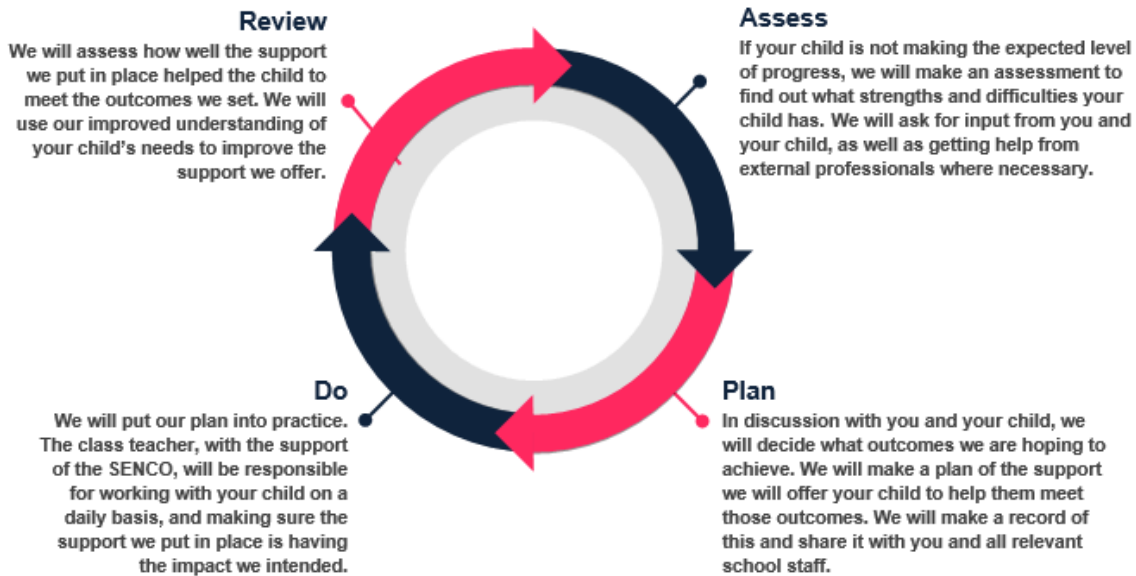 Assess
If your child is not making the expected level
of progress, we will make an assessment to
find out what strengths and difficulties your
child has. We will ask for input from you and
your child, as well as getting help from
external professionals where necessary.
Plan
In discussion with you and your child, we
will decide what outcomes we are hoping to
achieve. We will make a plan of the support
we will offer your child to help them meet
those outcomes. We will make a record of
this and share it with you and all relevant
school staff.
Do
We will put our plan into practice.
The class teacher, with the support
of the SENCO, will be responsible
for working with your child on a
daily basis, and making sure the
support we put in place is having
the impact we intended.
Review
We will assess how well the support
we put in place helped the child to
meet the outcomes we set. We will
use our improved understanding of
your child's needs to improve the
support we offer.